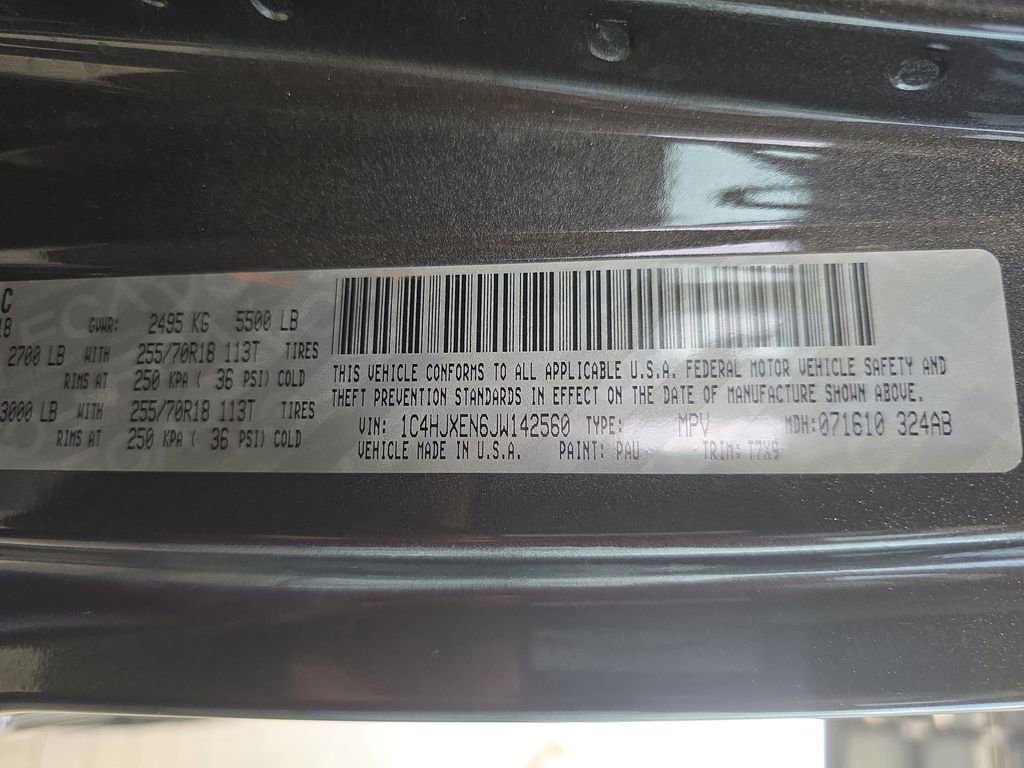 C
18
GVWR: 2495 KG 5500 LB
2700 LB WITH 255/70R18 113T TIRES
RIMS AT 250 KPA ( 36 PSI) COLD
3000 LB WITH 255/70R18 113T TIRES
RIMS AT 250 KPA ( 36 PSI) COLD
THIS VEHICLE CONFORMS TO ALL APPLICABLE U.S.A. FEDERAL MOTOR VEHICLE SAFETY AND
THEFT PREVENTION STANDARDS IN EFFECT ON THE DATE OF MANUFACTURE SHOWN ABOVE.
VIN: 1C4HJXEN6JW142560 TYPE: MPV MDH:071610 324AB
VEHICLE MADE IN U.S.A. PAINT: PAU TRIM: T7X9